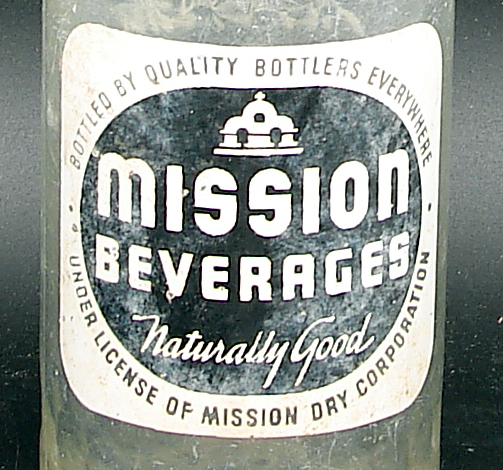 BOTTLED BY QUALITY BOTTLERS EVERYWHERE
MISSION
BEVERAGES
Naturally Good
UNDER LICENSE OF MISSION DRY CORPORATION